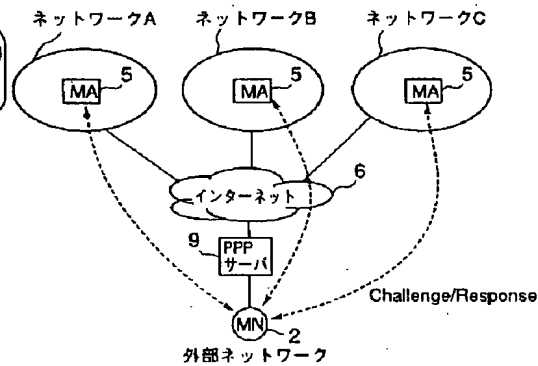 ネットワークA
ネットワークB
ネットワークC
MA
5
MA
5
MA
5
インターネット
6
9
PPP
サーバ
Challenge/Response
MN
2
外部ネットワーク